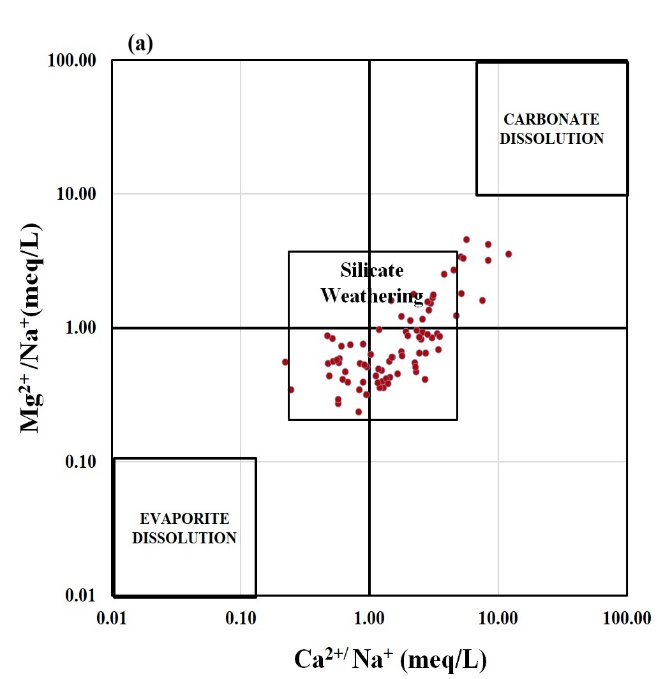 (a)
100.00
CARBONATE
DISSOLUTION
10.00
Silicate
Weathering
1.00
Mg²⁺/Na⁺(meq/L)
0.10
EVAPORITE
DISSOLUTION
0.01
0.01 0.10 1.00 10.00 100.00
Ca²⁺/Na⁺ (meq/L)